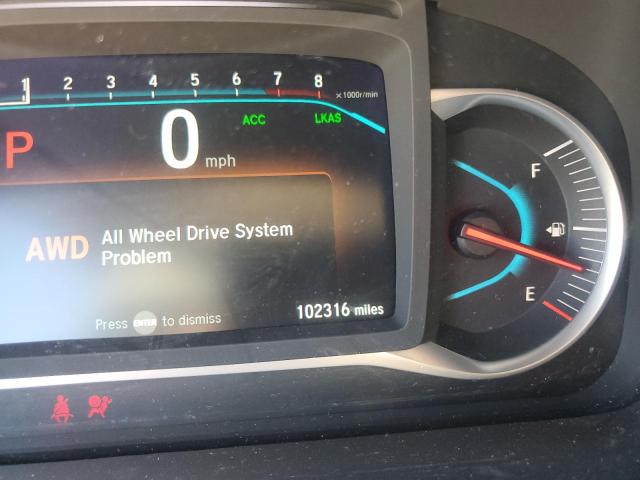 1 2 3 4 5 6 7 8 ×1000r/min
P 0 mph
ACC LKAS
AWD All Wheel Drive System
Problem
Press ENTER to dismiss
102316 miles
F
E